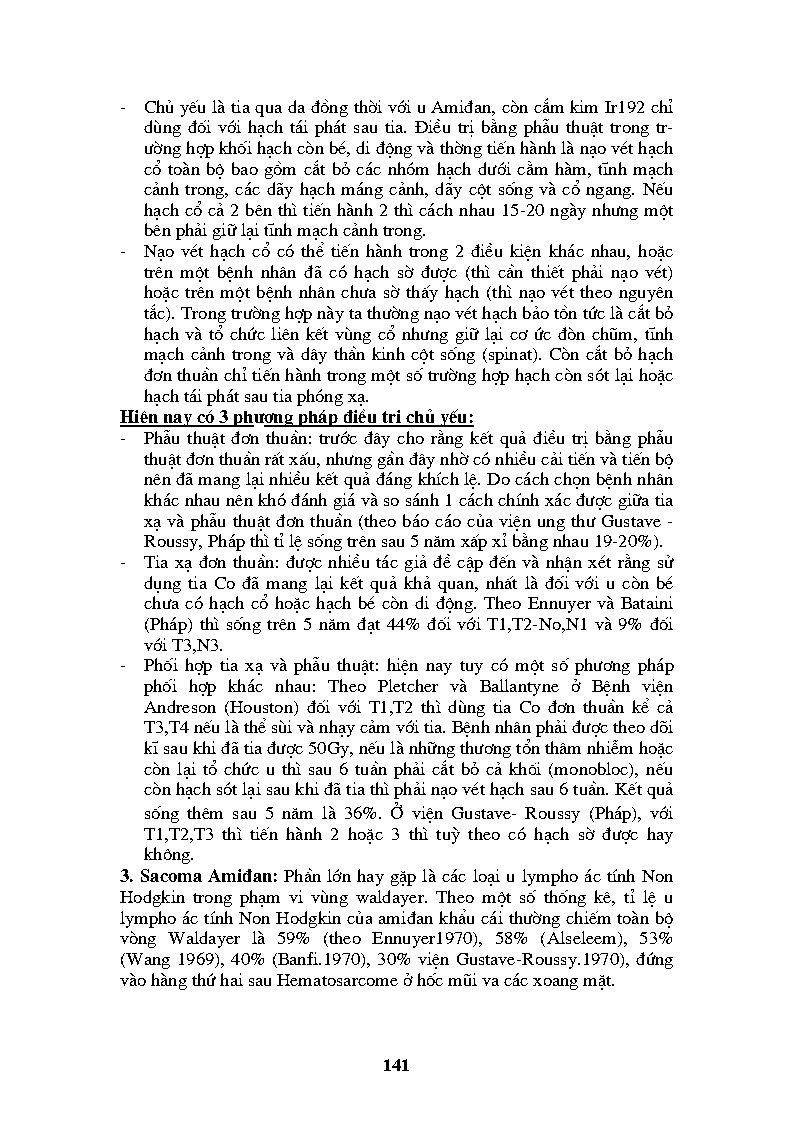 - Chủ yếu là tia qua da đồng thời với u Amiđan, còn cắm kim Ir192 chỉ
dùng đối với hạch tái phát sau tia. Điều trị bằng phẫu thuật trong tr-
ường hợp khối hạch còn bé, di động và thờng tiến hành là nạo vét hạch
cổ toàn bộ bao gồm cắt bỏ các nhóm hạch dưới cằm hàm, tĩnh mạch
cảnh trong, các dãy hạch máng cảnh, dây cột sống và cổ ngang. Nếu
hạch cổ cả 2 bên thì tiến hành 2 thì cách nhau 15-20 ngày nhưng một
bên phải giữ lại tĩnh mạch cảnh trong.
- Nạo vét hạch cổ có thể tiến hành trong 2 điều kiện khác nhau, hoặc
trên một bệnh nhân đã có hạch sờ được (thì cần thiết phải nạo vét)
hoặc trên một bệnh nhân chưa sờ thấy hạch (thì nạo vét theo nguyên
tắc). Trong trường hợp này ta thường nạo vét hạch bảo tồn tức là cắt bỏ
hạch và tổ chức liên kết vùng cổ nhưng giữ lại cơ ức đòn chũm, tĩnh
mạch cảnh trong và dây thần kinh cột sống (spinat). Còn cắt bỏ hạch
đơn thuần chỉ tiến hành trong một số trường hợp hạch còn sót lại hoặc
hạch tái phát sau tia phóng xạ.
Hiện nay có 3 phương pháp điều trị chủ yếu:
- Phẫu thuật đơn thuần: trước đây cho rằng kết quả điều trị bằng phẫu
thuật đơn thuần rất xấu, nhưng gần đây nhờ có nhiều cải tiến và tiến bộ
nên đã mang lại nhiều kết quả đáng khích lệ. Do cách chọn bệnh nhân
khác nhau nên khó đánh giá và so sánh 1 cách chính xác được giữa tia
xạ và phẫu thuật đơn thuần (theo báo cáo của viện ung thư Gustave -
Roussy, Pháp thì tỉ lệ sống trên sau 5 năm xấp xỉ bằng nhau 19-20%).
- Tia xạ đơn thuần: được nhiều tác giả đề cập đến và nhận xét rằng sử
dụng tia Co đã mang lại kết quả khả quan, nhất là đối với u còn bé
chưa có hạch cổ hoặc hạch bé còn di động. Theo Ennuyer và Bataini
(Pháp) thì sống trên 5 năm đạt 44% đối với T1,T2-No,N1 và 9% đối
với T3,N3.
- Phối hợp tia xạ và phẫu thuật: hiện nay tuy có một số phương pháp
phối hợp khác nhau: Theo Pletcher và Ballantyne ở Bệnh viện
Andreson (Houston) đối với T1,T2 thì dùng tia Co đơn thuần kể cả
T3,T4 nếu là thể sùi và nhạy cảm với tia. Bệnh nhân phải được theo dõi
kĩ sau khi đã tia được 50Gy, nếu là những thương tổn thâm nhiễm hoặc
còn lại tổ chức u thì sau 6 tuần phải cắt bỏ cả khối (monobloc), nếu
còn hạch sót lại sau khi đã tia thì phải nạo vét hạch sau 6 tuần. Kết quả
sống thêm sau 5 năm là 36%. Ở viện Gustave- Roussy (Pháp), với
T1,T2,T3 thì tiến hành 2 hoặc 3 thì tuỳ theo có hạch sờ được hay
không.
3. Sacoma Amiđan: Phần lớn hay gặp là các loại u lympho ác tính Non
Hodgkin trong phạm vi vùng waldayer. Theo một số thống kê, tỉ lệ u
lympho ác tính Non Hodgkin của amiđan khẩu cái thường chiếm toàn bộ
vòng Waldayer là 59% (theo Ennuyer1970), 58% (Alseleem), 53%
(Wang 1969), 40% (Banfi.1970), 30% viện Gustave-Roussy.1970), đứng
vào hàng thứ hai sau Hematosarcome ở hốc mũi va các xoang mặt.
141